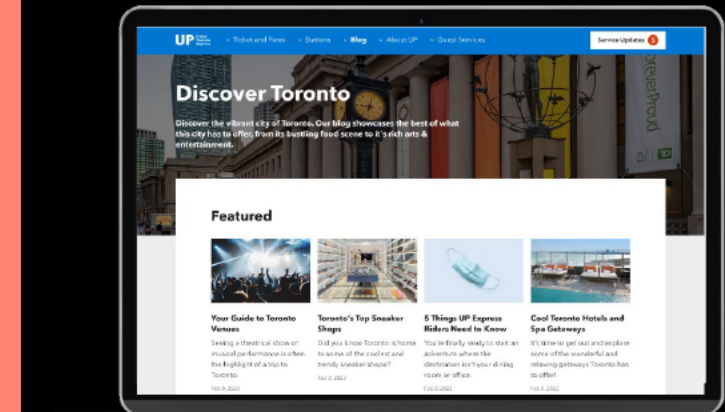 UP
Ticket and Fares
Stations
Blog
About UP
Guest Services
Service Updates 5
Discover Toronto
Discover the vibrant city of Toronto. Our blog showcases the best of what
this city has to offer, from its bustling food scene to it's rich arts &
entertainment.
Featured
Your Guide to Toronto
Venues
Seeing a theatrical show or
musical performance is often
the highlight of a trip to
Toronto.
Toronto's Top Sneaker
Shops
Did you know Toronto is home
to some of the coolest and
trendy sneaker shops?
5 Things UP Express
Riders Need to Know
You're finally ready to start an
adventure where the
destination isn't your dining
room or office.
Cool Toronto Hotels and
Spa Getaways
It's time to get out and explore
some of the wonderful and
relaxing getaways Toronto has
to offer!